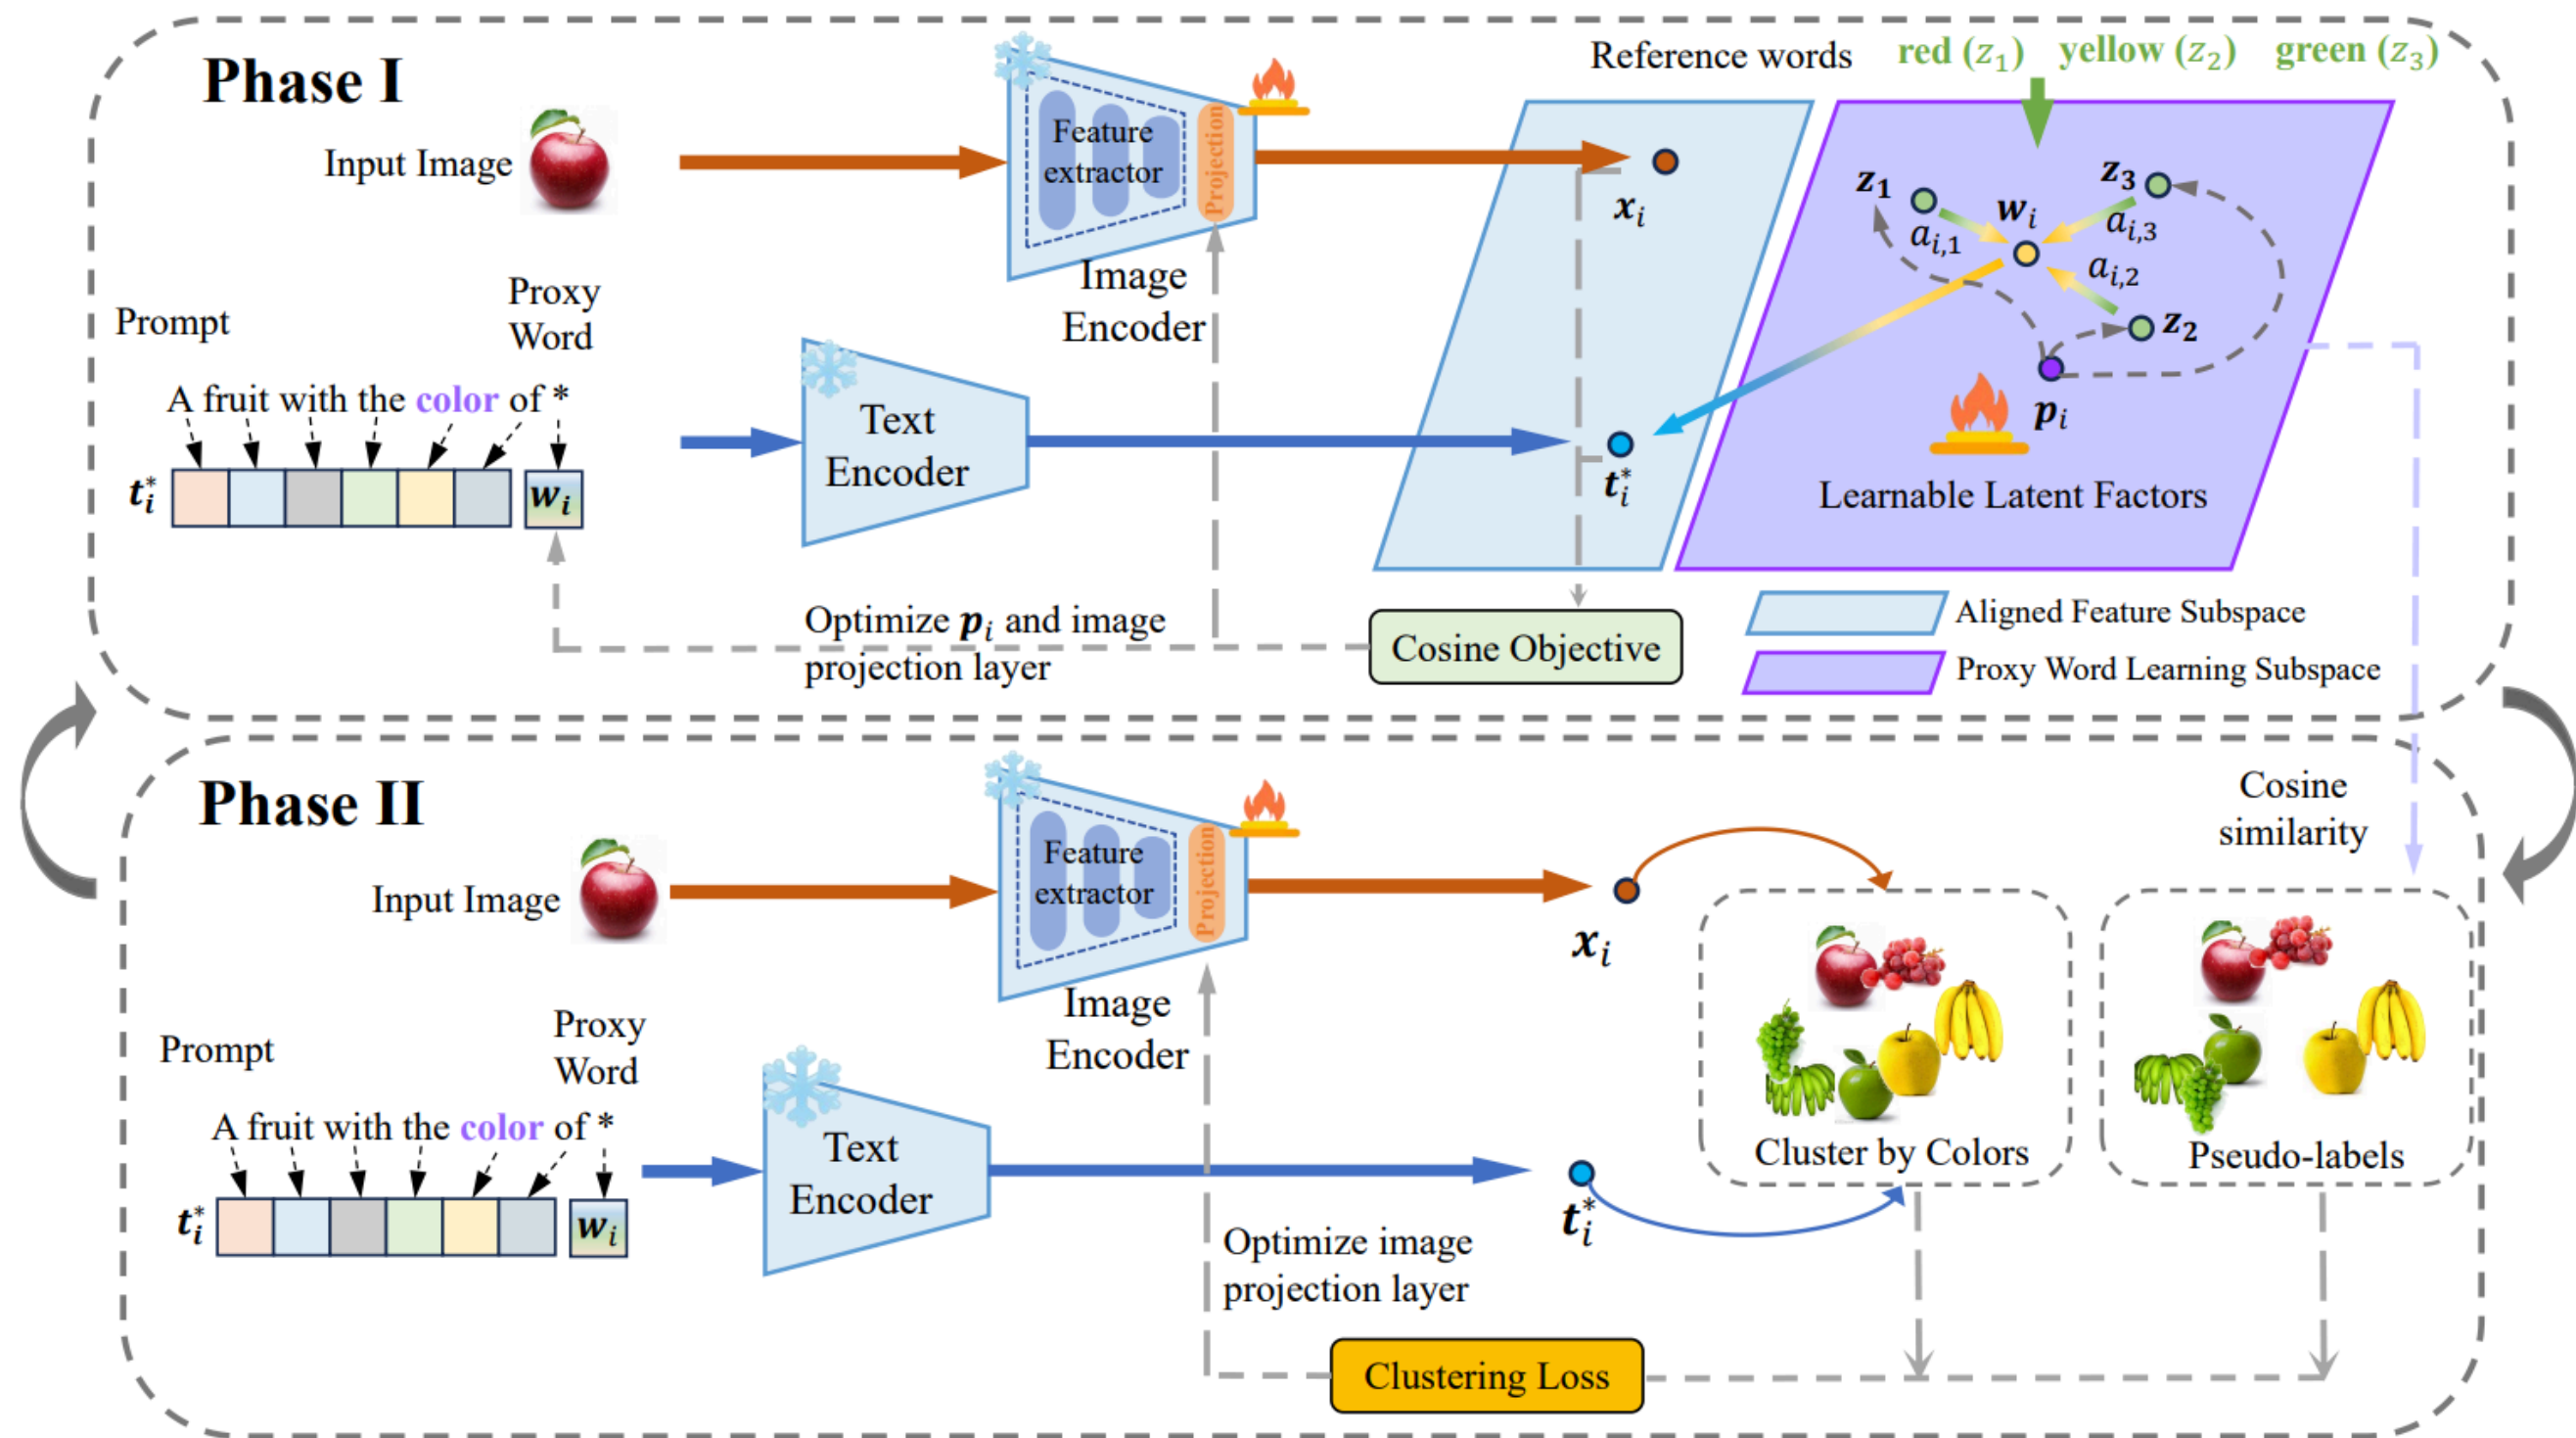 Phase I
Reference words red (z₁) yellow (z₂) green (z₃)
Input Image
Feature
extractor
Projection
Image
Encoder
xᵢ
z₁
z₃
wᵢ
aᵢ,₁
aᵢ,₃
aᵢ,₂
z₂
pᵢ
Learnable Latent Factors
Prompt
Proxy
Word
A fruit with the color of *
tᵢ*
wᵢ
Text
Encoder
tᵢ*
Optimize pᵢ and image
projection layer
Cosine Objective
Aligned Feature Subspace
Proxy Word Learning Subspace
Phase II
Input Image
Feature
extractor
Projection
Image
Encoder
xᵢ
Cosine
similarity
Prompt
Proxy
Word
A fruit with the color of *
tᵢ*
wᵢ
Text
Encoder
tᵢ*
Cluster by Colors
Pseudo-labels
Optimize image
projection layer
Clustering Loss